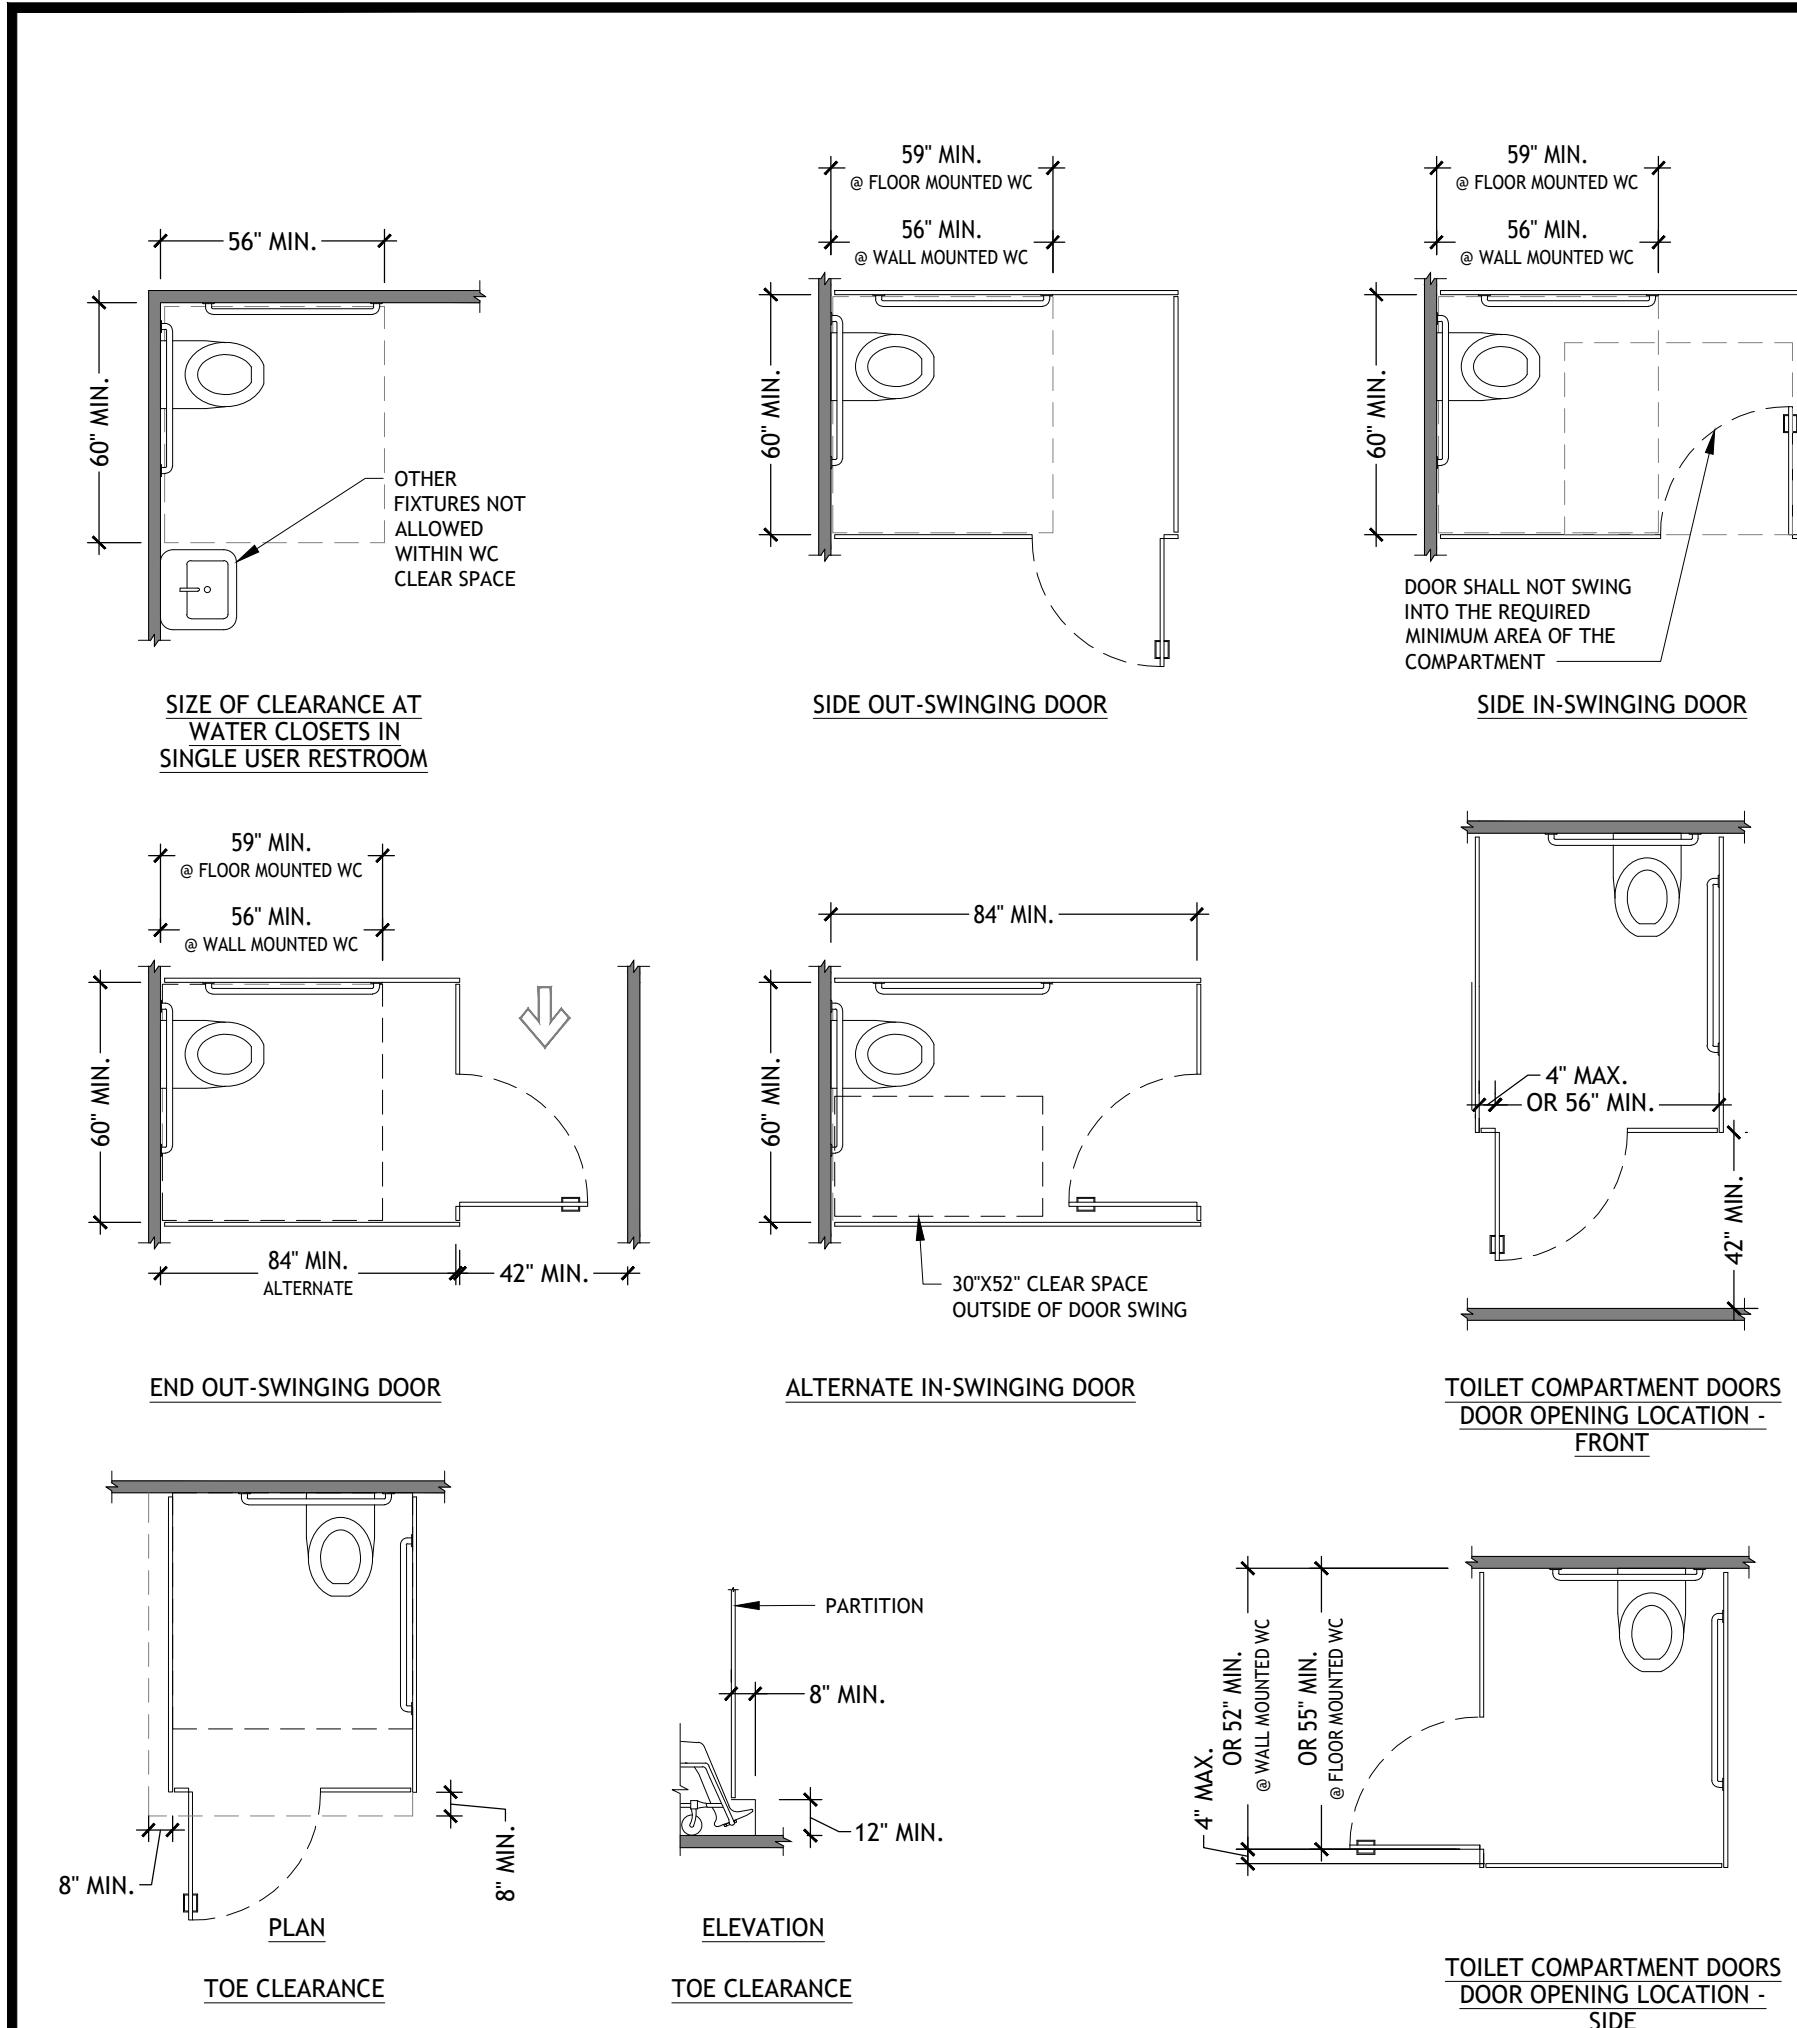 56" MIN.
60" MIN.
OTHER
FIXTURES NOT
ALLOWED
WITHIN WC
CLEAR SPACE
SIZE OF CLEARANCE AT
WATER CLOSETS IN
SINGLE USER RESTROOM
59" MIN.
@ FLOOR MOUNTED WC
56" MIN.
@ WALL MOUNTED WC
60" MIN.
SIDE OUT-SWINGING DOOR
59" MIN.
@ FLOOR MOUNTED WC
56" MIN.
@ WALL MOUNTED WC
60" MIN.
DOOR SHALL NOT SWING
INTO THE REQUIRED
MINIMUM AREA OF THE
COMPARTMENT
SIDE IN-SWINGING DOOR
59" MIN.
@ FLOOR MOUNTED WC
56" MIN.
@ WALL MOUNTED WC
60" MIN.
84" MIN.
ALTERNATE
42" MIN.
END OUT-SWINGING DOOR
84" MIN.
60" MIN.
30"X52" CLEAR SPACE
OUTSIDE OF DOOR SWING
ALTERNATE IN-SWINGING DOOR
4" MAX.
OR 56" MIN.
42" MIN.
TOILET COMPARTMENT DOORS
DOOR OPENING LOCATION -
FRONT
8" MIN.
8" MIN.
PLAN
TOE CLEARANCE
PARTITION
8" MIN.
12" MIN.
ELEVATION
TOE CLEARANCE
4" MAX.
OR 52" MIN.
@ WALL MOUNTED WC
OR 55" MIN.
@ FLOOR MOUNTED WC
TOILET COMPARTMENT DOORS
DOOR OPENING LOCATION -
SIDE